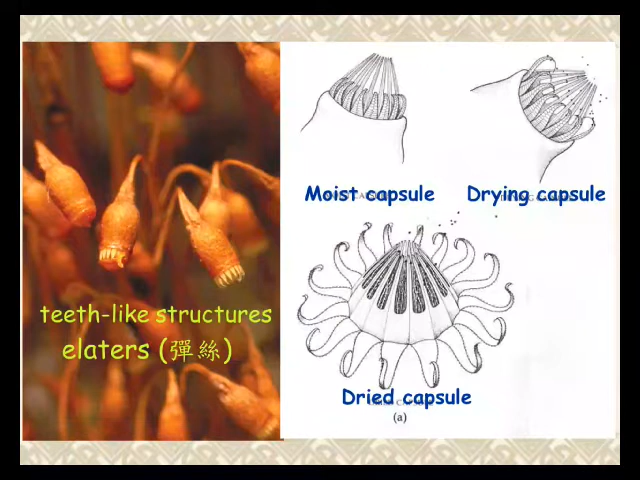 Moist capsule
Drying capsule
teeth-like structures
elaters (彈絲)
Dried capsule
(a)